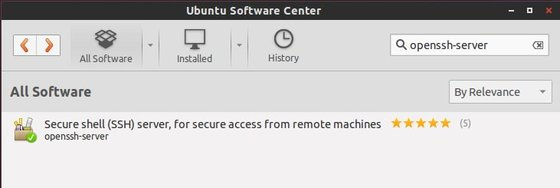 Ubuntu Software Center
All Software
Installed
History
openssh-server
All Software
By Relevance
Secure shell (SSH) server, for secure access from remote machines (5)
openssh-server